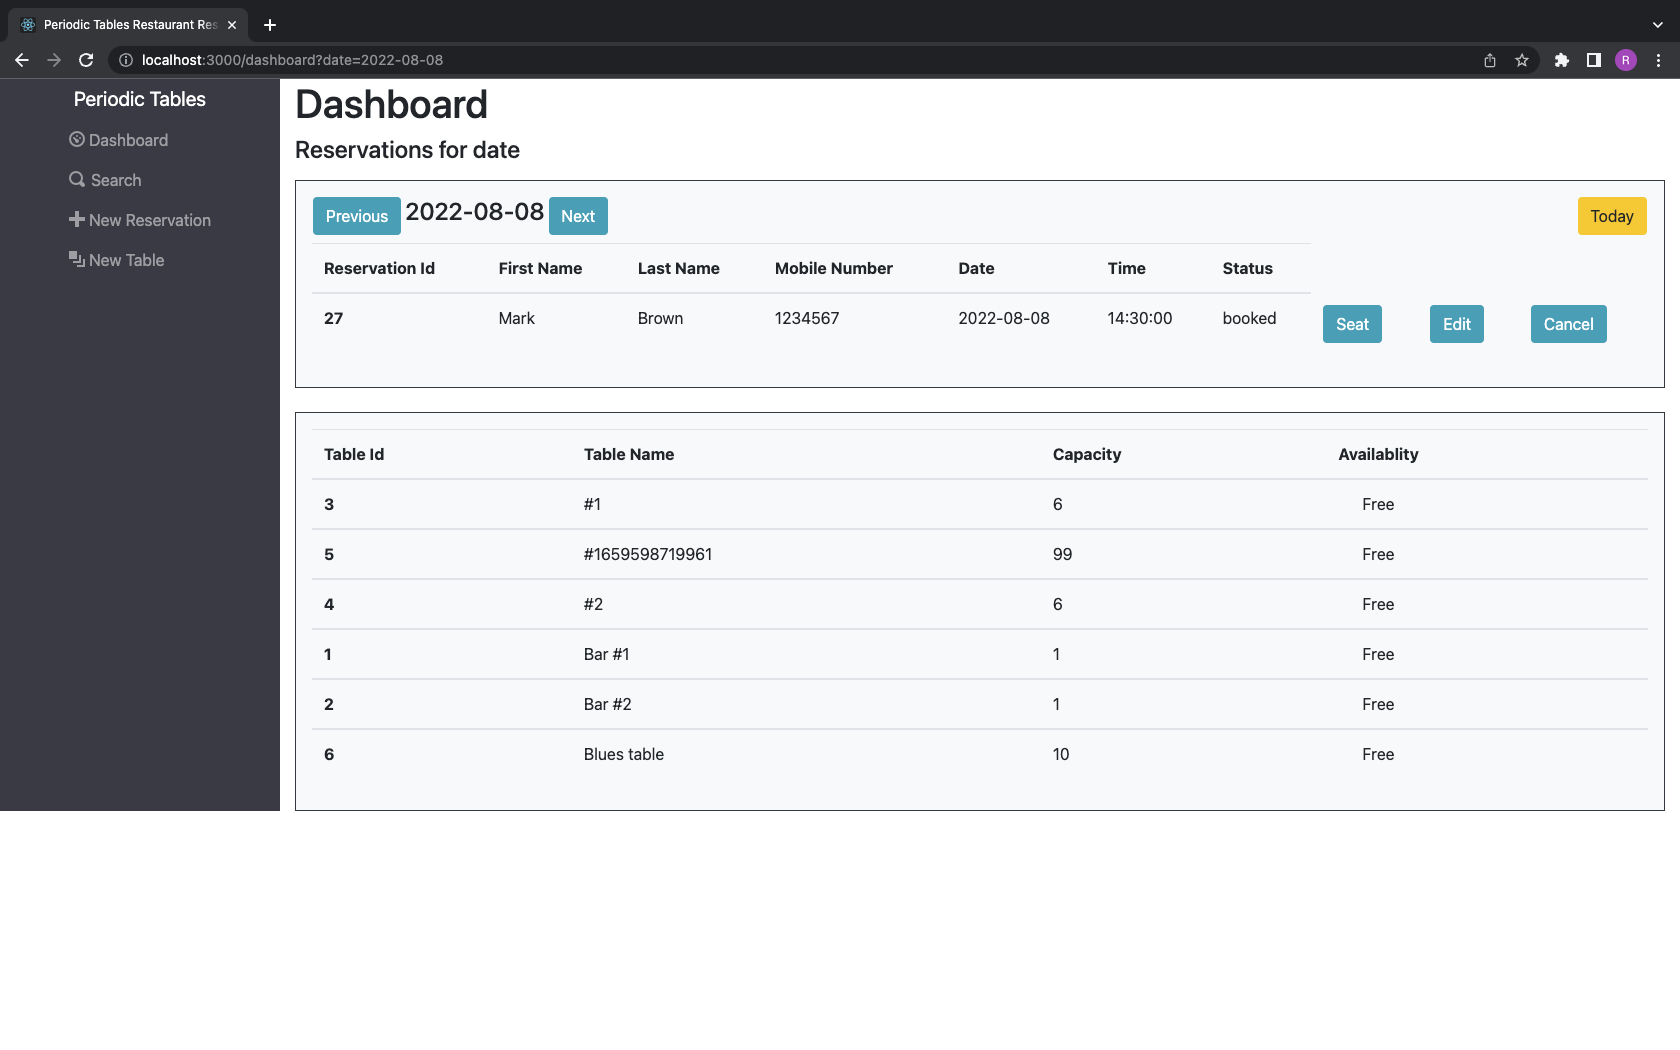 Periodic Tables Restaurant Res
localhost:3000/dashboard?date=2022-08-08
R
Periodic Tables
Dashboard
Search
New Reservation
New Table
Dashboard
Reservations for date
Previous 2022-08-08 Next Today
Reservation Id First Name Last Name Mobile Number Date Time Status
27 Mark Brown 1234567 2022-08-08 14:30:00 booked Seat Edit Cancel
Table Id Table Name Capacity Availablity
3 #1 6 Free
5 #1659598719961 99 Free
4 #2 6 Free
1 Bar #1 1 Free
2 Bar #2 1 Free
6 Blues table 10 Free